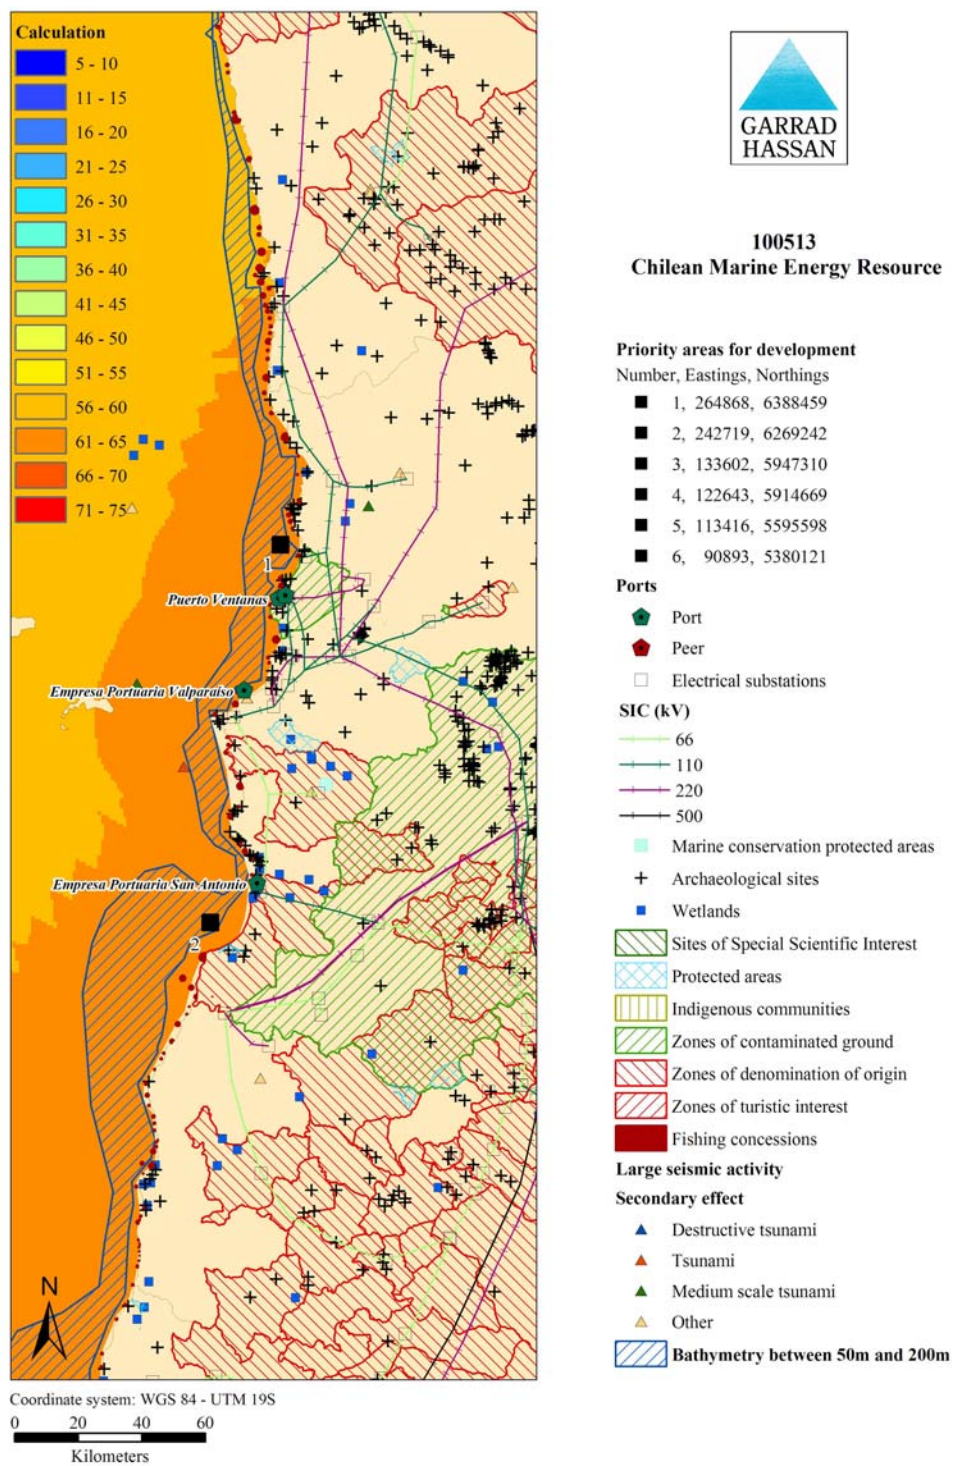 Calculation
5 - 10
11 - 15
16 - 20
21 - 25
26 - 30
31 - 35
36 - 40
41 - 45
46 - 50
51 - 55
56 - 60
61 - 65
66 - 70
71 - 75
1
Puerto Ventanas
Empresa Portuaria Valparaiso
Empresa Portuaria San Antonio
2
N
Coordinate system: WGS 84 - UTM 19S
0 20 40 60
Kilometers
GARRAD
HASSAN
100513
Chilean Marine Energy Resource
Priority areas for development
Number, Eastings, Northings
1, 264868, 6388459
2, 242719, 6269242
3, 133602, 5947310
4, 122643, 5914669
5, 113416, 5595598
6, 90893, 5380121
Ports
Port
Peer
Electrical substations
SIC (kV)
66
110
220
500
Marine conservation protected areas
Archaeological sites
Wetlands
Sites of Special Scientific Interest
Protected areas
Indigenous communities
Zones of contaminated ground
Zones of denomination of origin
Zones of turistic interest
Fishing concessions
Large seismic activity
Secondary effect
Destructive tsunami
Tsunami
Medium scale tsunami
Other
Bathymetry between 50m and 200m